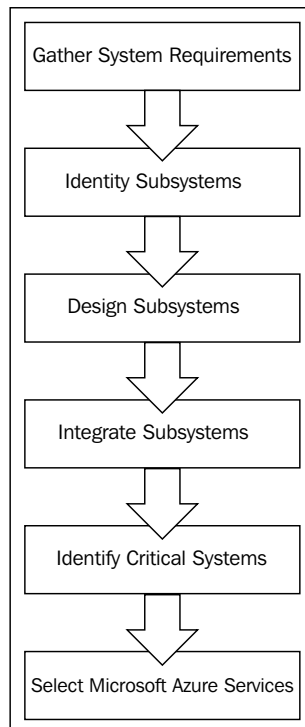 Gather System Requirements
Identity Subsystems
Design Subsystems
Integrate Subsystems
Identify Critical Systems
Select Microsoft Azure Services